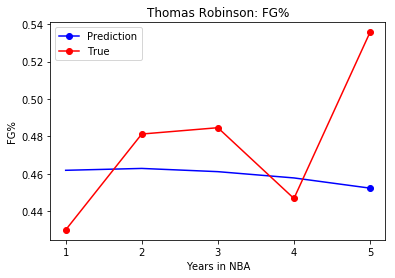 Thomas Robinson: FG%
Prediction
True
FG%
0.54
0.52
0.50
0.48
0.46
0.44
1 2 3 4 5
Years in NBA